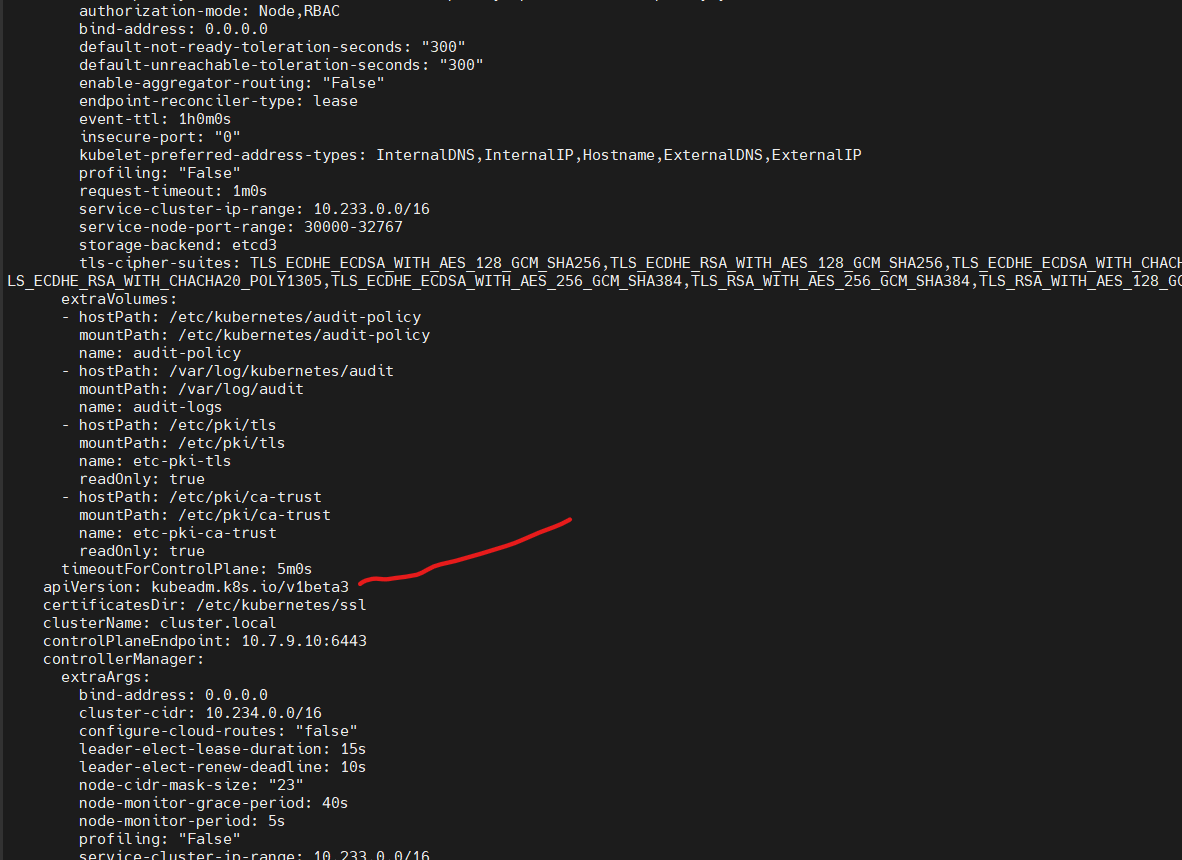 authorization-mode: Node,RBAC
bind-address: 0.0.0.0
default-not-ready-toleration-seconds: "300"
default-unreachable-toleration-seconds: "300"
enable-aggregator-routing: "False"
endpoint-reconciler-type: lease
event-ttl: 1h0m0s
insecure-port: "0"
kubelet-preferred-address-types: InternalDNS,InternalIP,Hostname,ExternalDNS,ExternalIP
profiling: "False"
request-timeout: 1m0s
service-cluster-ip-range: 10.233.0.0/16
service-node-port-range: 30000-32767
storage-backend: etcd3
tls-cipher-suites: TLS_ECDHE_ECDSA_WITH_AES_128_GCM_SHA256,TLS_ECDHE_RSA_WITH_AES_128_GCM_SHA256,TLS_ECDHE_ECDSA_WITH_CHACH
LS_ECDHE_RSA_WITH_CHACHA20_POLY1305,TLS_ECDHE_ECDSA_WITH_AES_256_GCM_SHA384,TLS_RSA_WITH_AES_256_GCM_SHA384,TLS_RSA_WITH_AES_128_GC
extraVolumes:
- hostPath: /etc/kubernetes/audit-policy
mountPath: /etc/kubernetes/audit-policy
name: audit-policy
- hostPath: /var/log/kubernetes/audit
mountPath: /var/log/audit
name: audit-logs
- hostPath: /etc/pki/tls
mountPath: /etc/pki/tls
name: etc-pki-tls
readOnly: true
- hostPath: /etc/pki/ca-trust
mountPath: /etc/pki/ca-trust
name: etc-pki-ca-trust
readOnly: true
timeoutForControlPlane: 5m0s
apiVersion: kubeadm.k8s.io/v1beta3
certificatesDir: /etc/kubernetes/ssl
clusterName: cluster.local
controlPlaneEndpoint: 10.7.9.10:6443
controllerManager:
extraArgs:
bind-address: 0.0.0.0
cluster-cidr: 10.234.0.0/16
configure-cloud-routes: "false"
leader-elect-lease-duration: 15s
leader-elect-renew-deadline: 10s
node-cidr-mask-size: "23"
node-monitor-grace-period: 40s
node-monitor-period: 5s
profiling: "False"
service-cluster-ip-range: 10.233.0.0/16